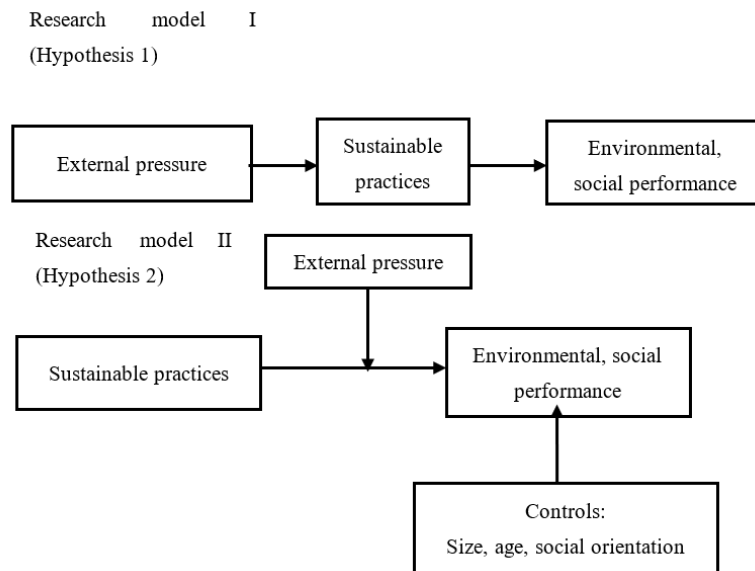 Research model I
(Hypothesis 1)
External pressure
Sustainable
practices
Environmental,
social performance
Research model II
(Hypothesis 2)
External pressure
Sustainable practices
Environmental, social
performance
Controls:
Size, age, social orientation